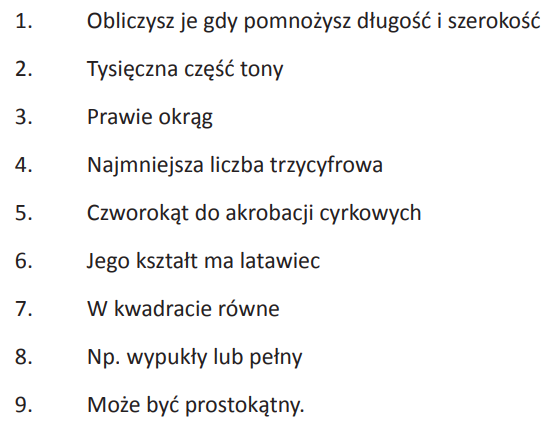 1. Obliczysz je gdy pomnożysz długość i szerokość
2. Tysięczna część tony
3. Prawie okrąg
4. Najmniejsza liczba trzycyfrowa
5. Czworokąt do akrobacji cyrkowych
6. Jego kształt ma latawiec
7. W kwadracie równe
8. Np. wypukły lub pełny
9. Może być prostokątny.